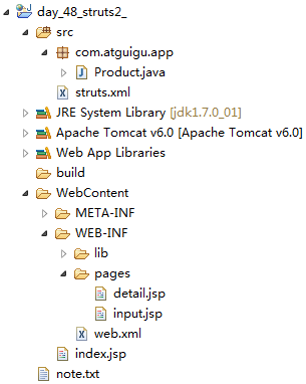 day_48_struts2_
src
com.atguigu.app
Product.java
struts.xml
JRE System Library [jdk1.7.0_01]
Apache Tomcat v6.0 [Apache Tomcat v6.0]
Web App Libraries
build
WebContent
META-INF
WEB-INF
lib
pages
detail.jsp
input.jsp
web.xml
index.jsp
note.txt